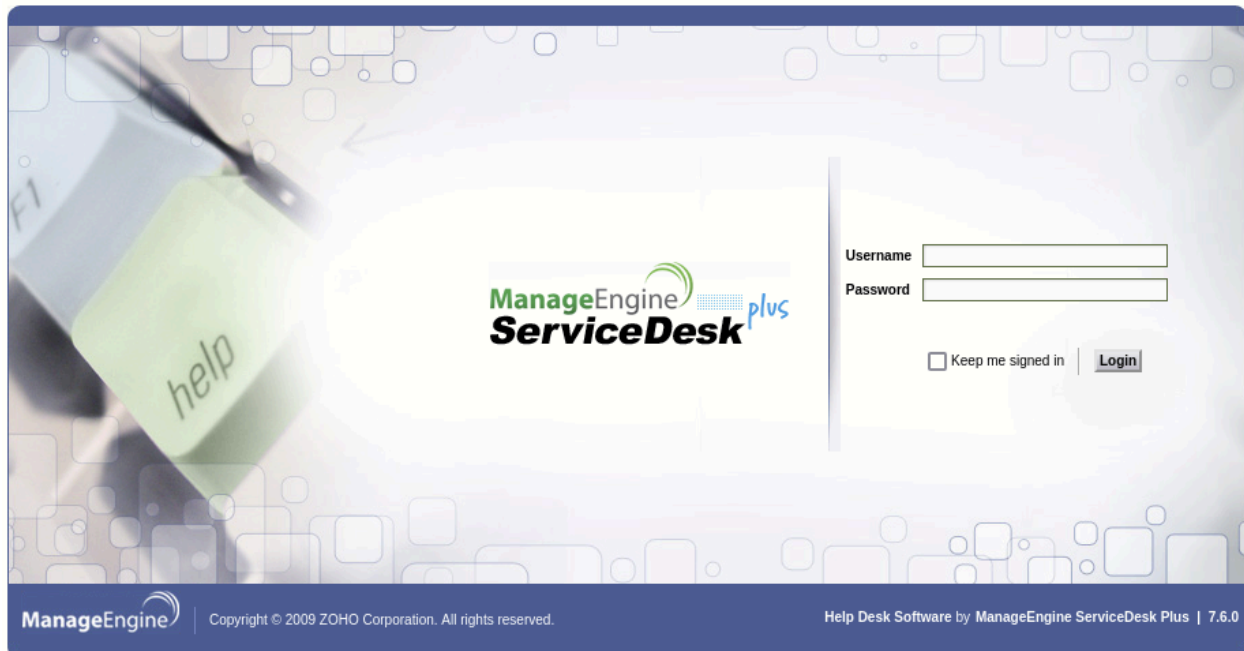 F1
help
ManageEngine
ServiceDesk plus
Username
Password
Keep me signed in
Login
ManageEngine
Copyright © 2009 ZOHO Corporation. All rights reserved.
Help Desk Software by ManageEngine ServiceDesk Plus | 7.6.0